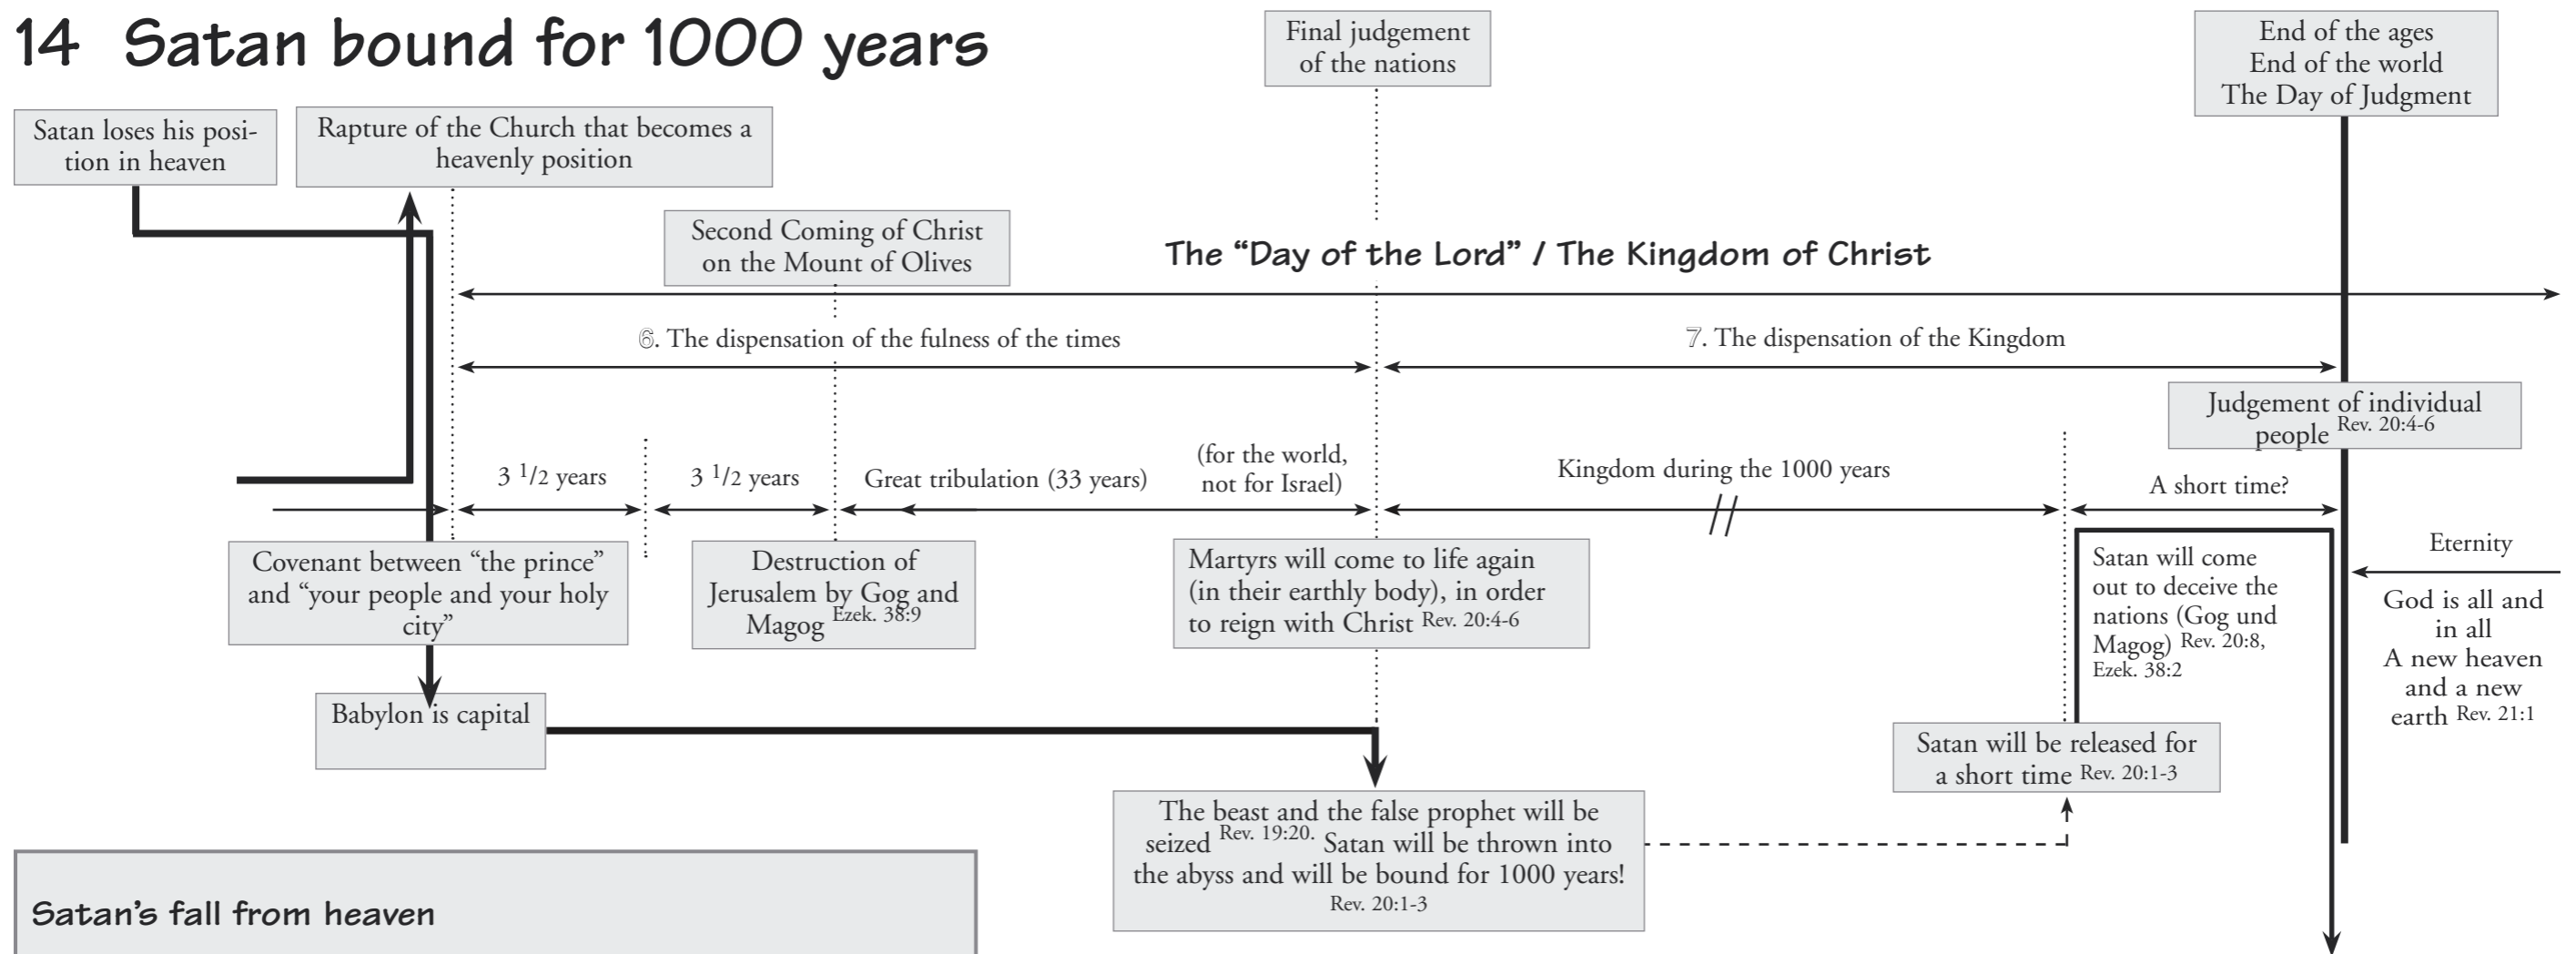 14 Satan bound for 1000 years
Final judgement
of the nations
End of the ages
End of the world
The Day of Judgment
Satan loses his posi-
tion in heaven
Rapture of the Church that becomes a
heavenly position
Second Coming of Christ
on the Mount of Olives
The “Day of the Lord” / The Kingdom of Christ
6. The dispensation of the fulness of the times
7. The dispensation of the Kingdom
Judgement of individual
people Rev. 20:4-6
3 1/2 years
3 1/2 years
Great tribulation (33 years)
(for the world,
not for Israel)
Kingdom during the 1000 years
A short time?
Covenant between “the prince”
and “your people and your holy
city”
Destruction of
Jerusalem by Gog and
Magog Ezek. 38:9
Martyrs will come to life again
(in their earthly body), in order
to reign with Christ Rev. 20:4-6
Satan will come
out to deceive the
nations (Gog und
Magog) Rev. 20:8,
Ezek. 38:2
Eternity
God is all and
in all
A new heaven
and a new
earth Rev. 21:1
Babylon is capital
Satan will be released for
a short time Rev. 20:1-3
The beast and the false prophet will be
seized Rev. 19:20. Satan will be thrown into
the abyss and will be bound for 1000 years!
Rev. 20:1-3
Satan’s fall from heaven